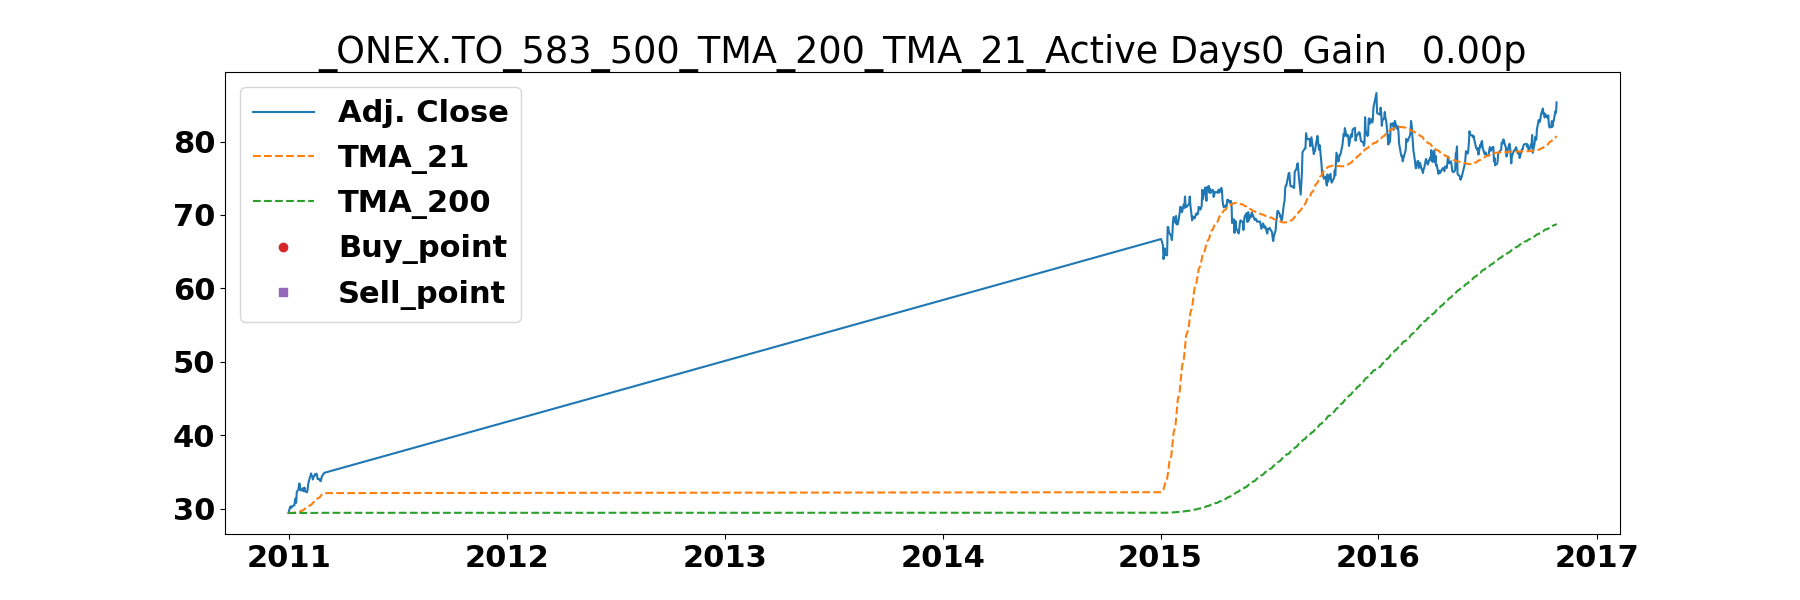 _ONEX.TO_583_500_TMA_200_TMA_21_Active Days0_Gain   0.00p
Adj. Close
TMA_21
TMA_200
Buy_point
Sell_point
80
70
60
50
40
30
2011 2012 2013 2014 2015 2016 2017